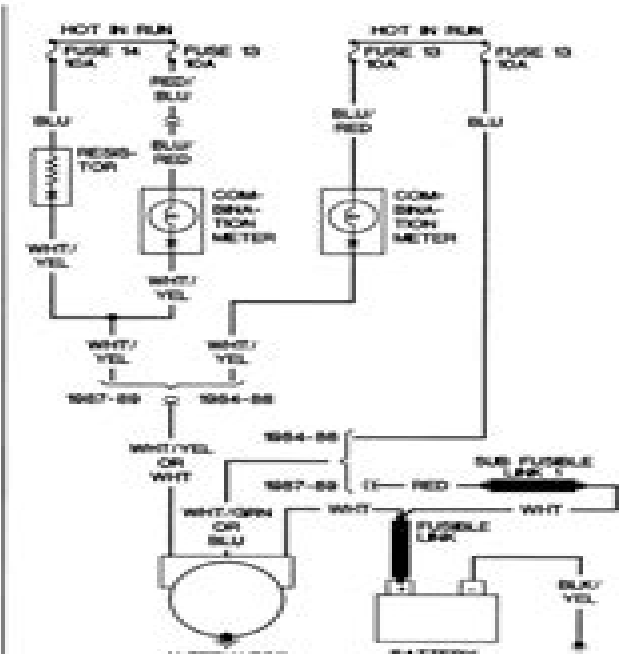 HOT IN RUN
HOT IN RUN
FUSE 14
10A
FUSE 13
10A
FUSE 13
10A
FUSE 13
10A
RED/
BLU/
BLU/
BLU/
RED
BLU/
RED
BLU
RESIS-
TOR
COM-
BINA-
TION
METER
COM-
BINA-
TION
METER
WHT/
YEL
WHT/
YEL
WHT/
YEL
WHT/
YEL
1987-89
1984-86
WHT/YEL
OR
WHT
1984-86
1987-89
RED
SUB FUSIBLE
LINK
WHT/GRN
OR
BLU
WHT
WHT
FUSIBLE
LINK
BLK/
YEL
+
-
BATTERY